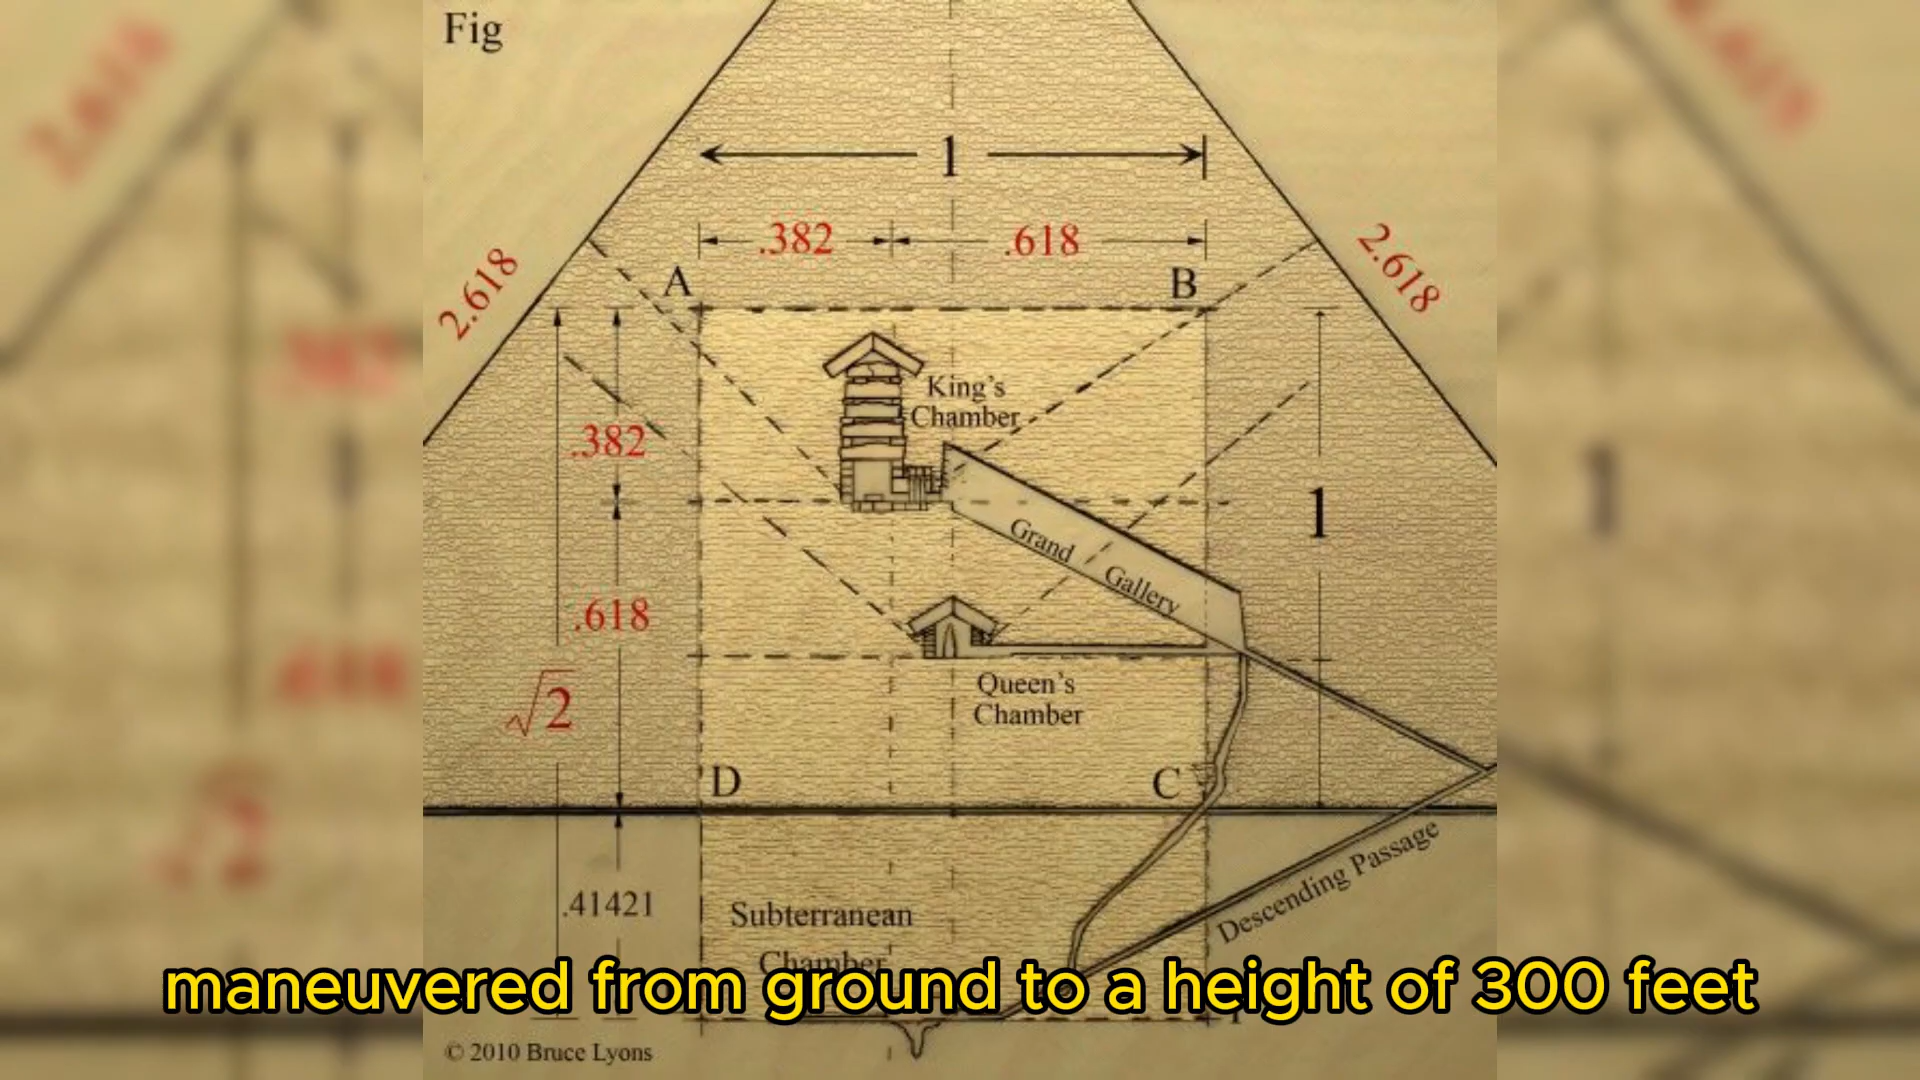 Fig
1
.382
.618
A
B
2.618
2.618
King's
Chamber
.382
1
Grand
Gallery
.618
√2
Queen's
Chamber
D
C
.41421
Subterranean
Chamber
Descending Passage
maneuvered from ground to a height of 300 feet
© 2010 Bruce Lyons